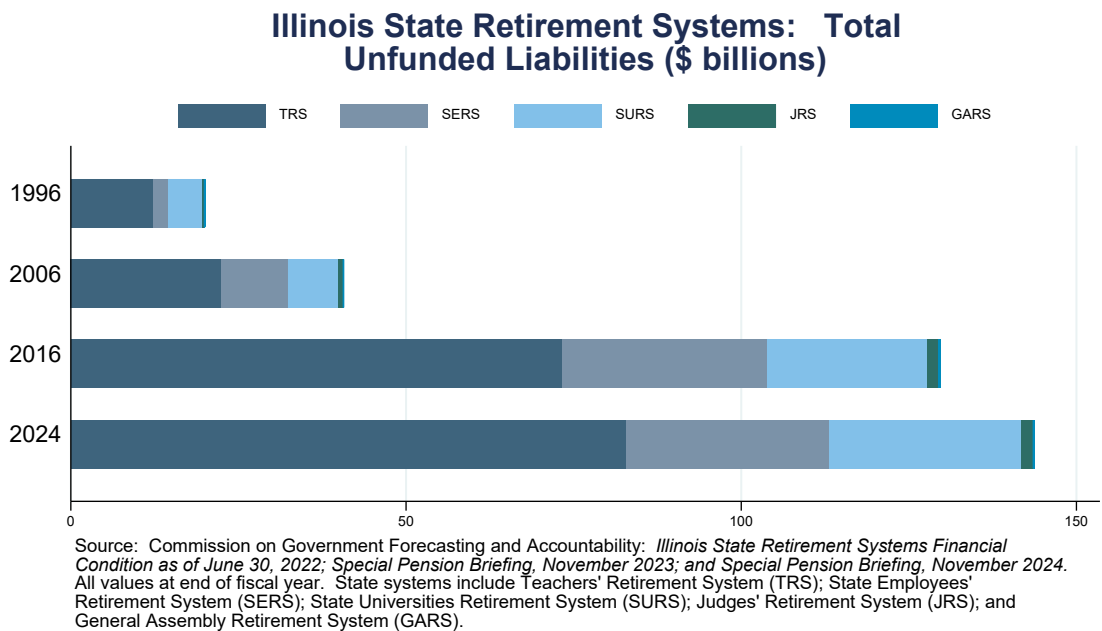 Illinois State Retirement Systems:   Total
Unfunded Liabilities ($ billions)
TRS
SERS
SURS
JRS
GARS
1996
2006
2016
2024
0
50
100
150
Source:  Commission on Government Forecasting and Accountability:  Illinois State Retirement Systems Financial
Condition as of June 30, 2022; Special Pension Briefing, November 2023; and Special Pension Briefing, November 2024.
All values at end of fiscal year.  State systems include Teachers' Retirement System (TRS); State Employees'
Retirement System (SERS); State Universities Retirement System (SURS); Judges' Retirement System (JRS); and
General Assembly Retirement System (GARS).